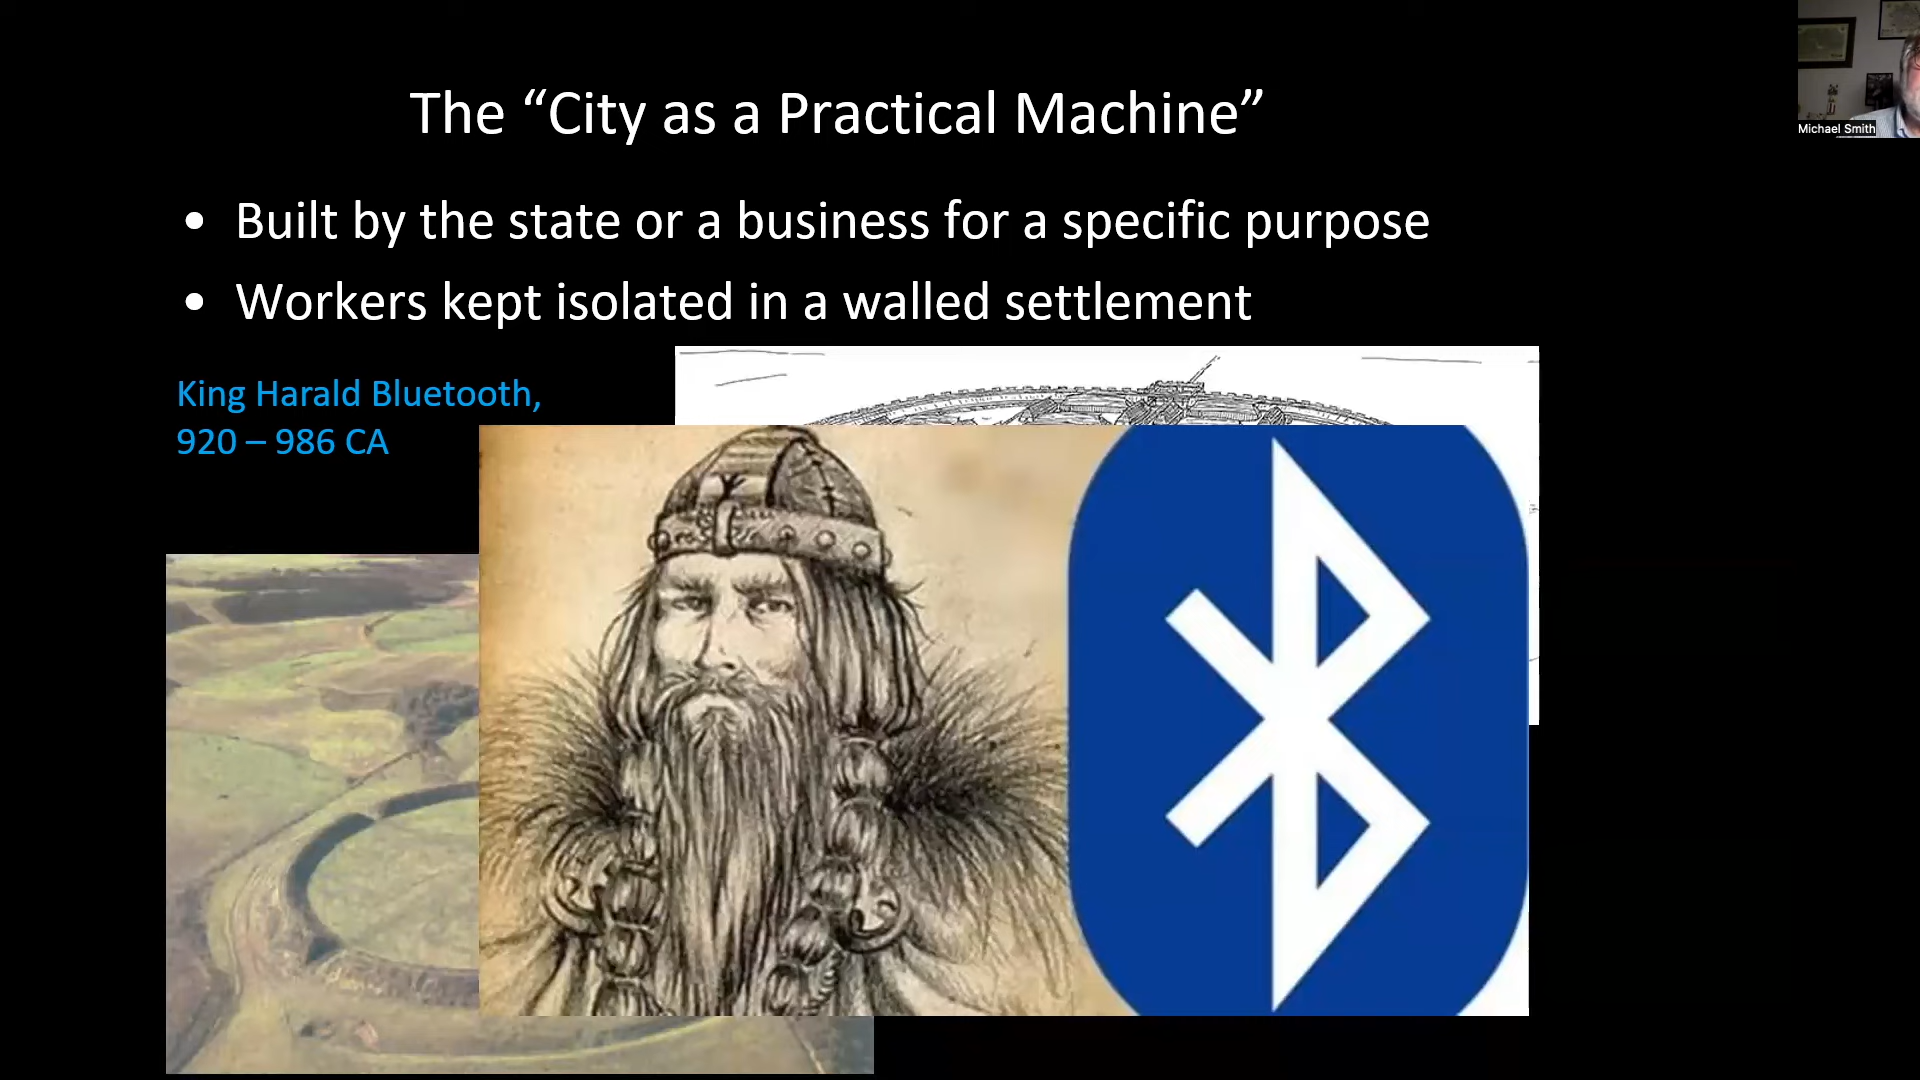 The “City as a Practical Machine”
• Built by the state or a business for a specific purpose
• Workers kept isolated in a walled settlement
King Harald Bluetooth,
920 – 986 CA
Michael Smith